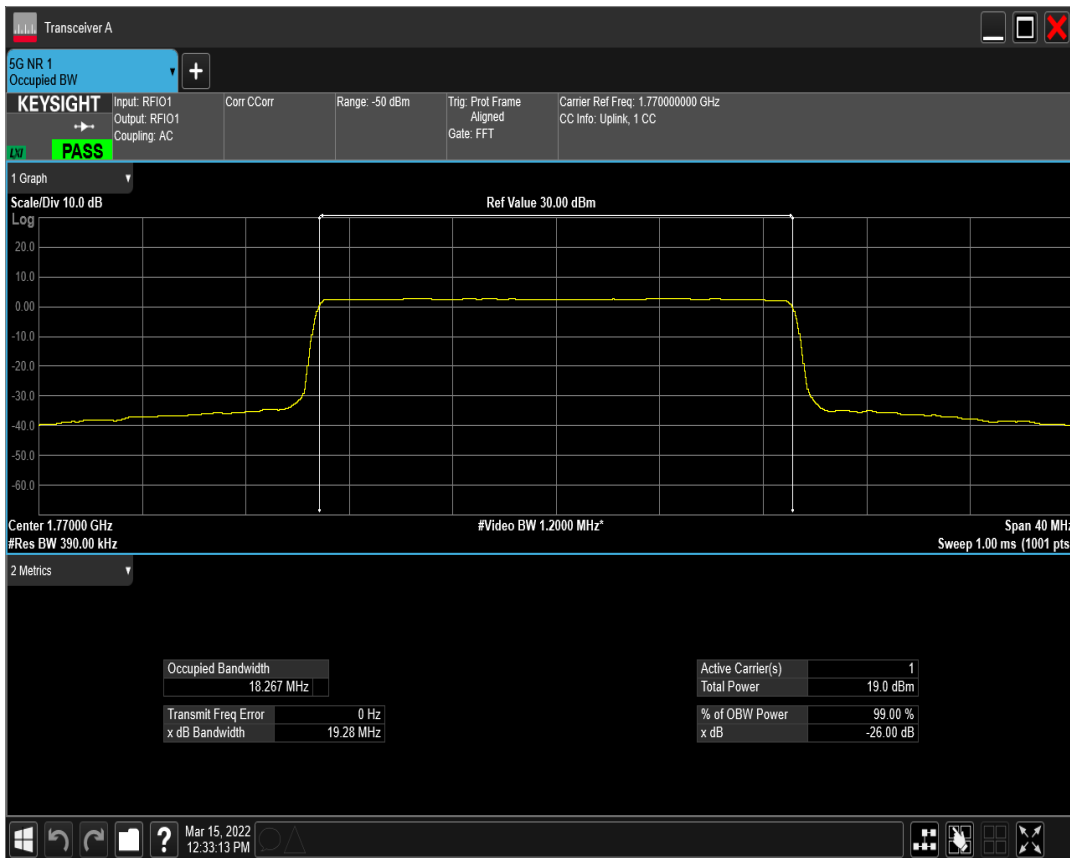 Transceiver A
5G NR 1
Occupied BW
+
KEYSIGHT
LXI
PASS
Input: RFIO1
Output: RFIO1
Coupling: AC
Corr CCorr
Range: -50 dBm
Trig: Prot Frame
Aligned
Gate: FFT
Carrier Ref Freq: 1.770000000 GHz
CC Info: Uplink, 1 CC
1 Graph
Scale/Div 10.0 dB
Ref Value 30.00 dBm
Log
20.0
10.0
0.00
-10.0
-20.0
-30.0
-40.0
-50.0
-60.0
Center 1.77000 GHz
#Video BW 1.2000 MHz*
Span 40 MHz
#Res BW 390.00 kHz
Sweep 1.00 ms (1001 pts
2 Metrics
Occupied Bandwidth
18.267 MHz
Transmit Freq Error 0 Hz
x dB Bandwidth 19.28 MHz
Active Carrier(s) 1
Total Power 19.0 dBm
% of OBW Power 99.00 %
x dB -26.00 dB
?
Mar 15, 2022
12:33:13 PM